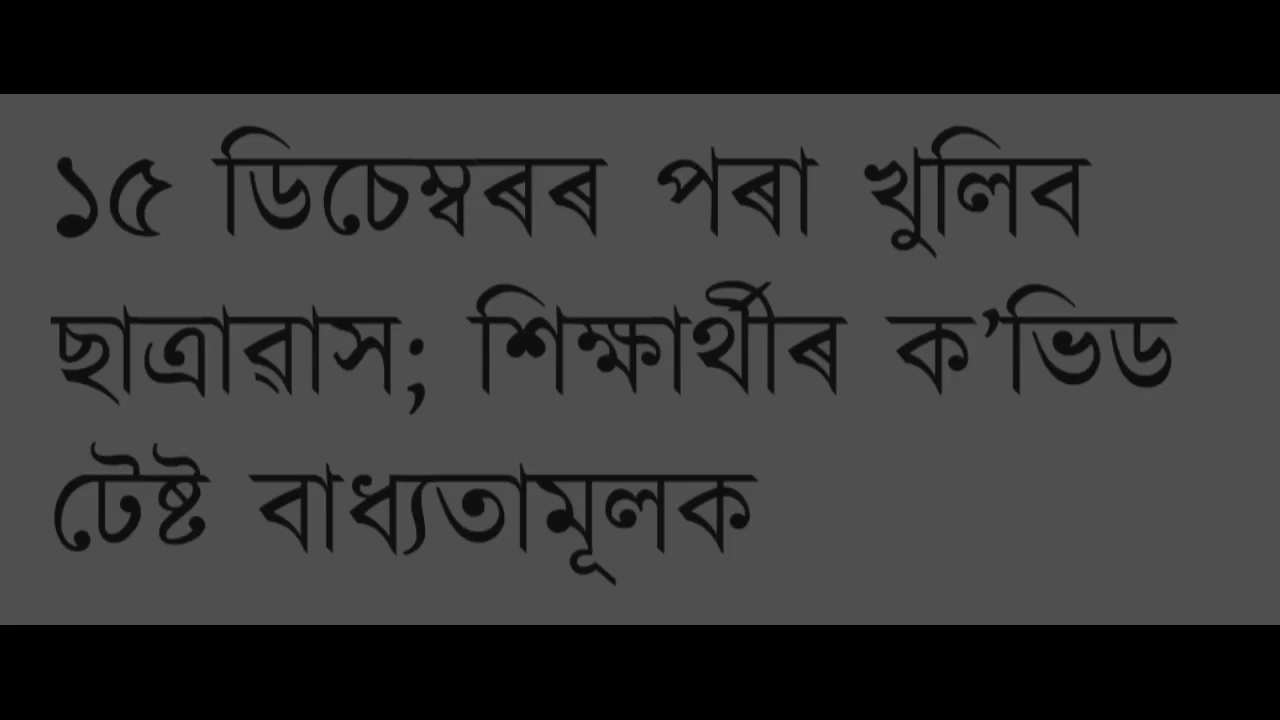 ১৫ ডিচেম্বৰৰ পৰা খুলিব
ছাত্ৰাৱাস; শিক্ষাৰ্থীৰ ক’ভিড
টেষ্ট বাধ্যতামূলক